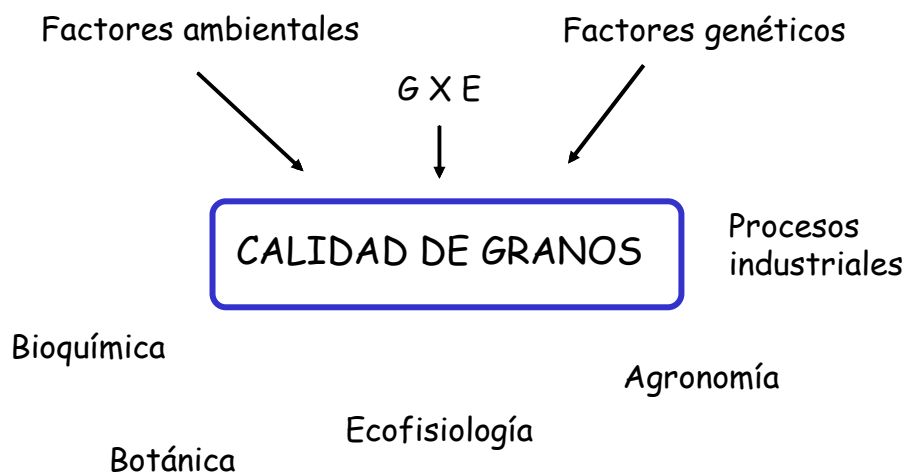 Factores ambientales
Factores genéticos
G X E
CALIDAD DE GRANOS
Procesos
industriales
Bioquímica
Agronomía
Ecofisiología
Botánica